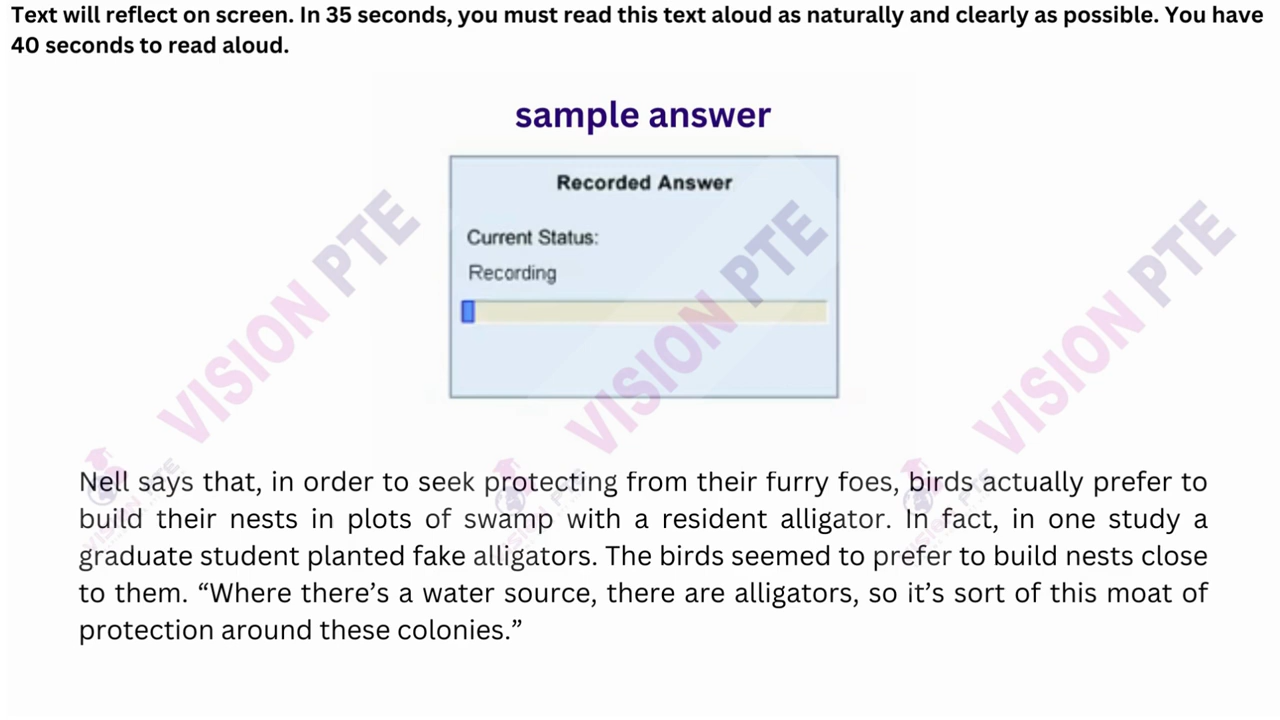 Text will reflect on screen. In 35 seconds, you must read this text aloud as naturally and clearly as possible. You have
40 seconds to read aloud.
sample answer
Recorded Answer
Current Status:
Recording
VISION PTE
VISION PTE
VISION PTE
Nell says that, in order to seek protecting from their furry foes, birds actually prefer to
build their nests in plots of swamp with a resident alligator. In fact, in one study a
graduate student planted fake alligators. The birds seemed to prefer to build nests close
to them. “Where there’s a water source, there are alligators, so it’s sort of this moat of
protection around these colonies.”